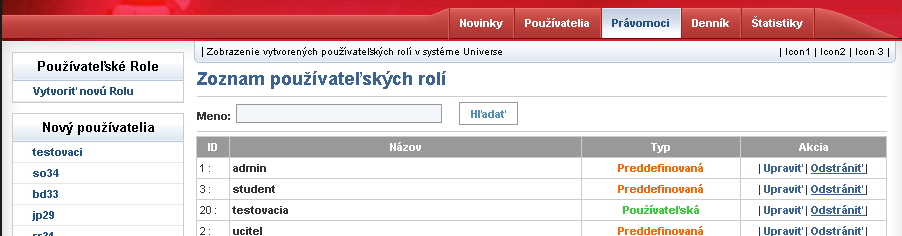 Novinky Používatelia Právomoci Denník Štatistiky
| Zobrazenie vytvorených používateľských rolí v systéme Universe | Icon1 | Icon2 | Icon 3 |
Používateľské Role
Vytvoriť novú Rolu
Nový používatelia
testovaci
so34
bd33
jp29
Zoznam používateľských rolí
Meno: Hľadať
ID Názov Typ Akcia
1 : admin Preddefinovaná | Upraviť | Odstrániť |
3 : student Preddefinovaná | Upraviť | Odstrániť |
20 : testovacia Používateľská | Upraviť | Odstrániť |
2 : ucitel Preddefinovaná | Upraviť | Odstrániť |